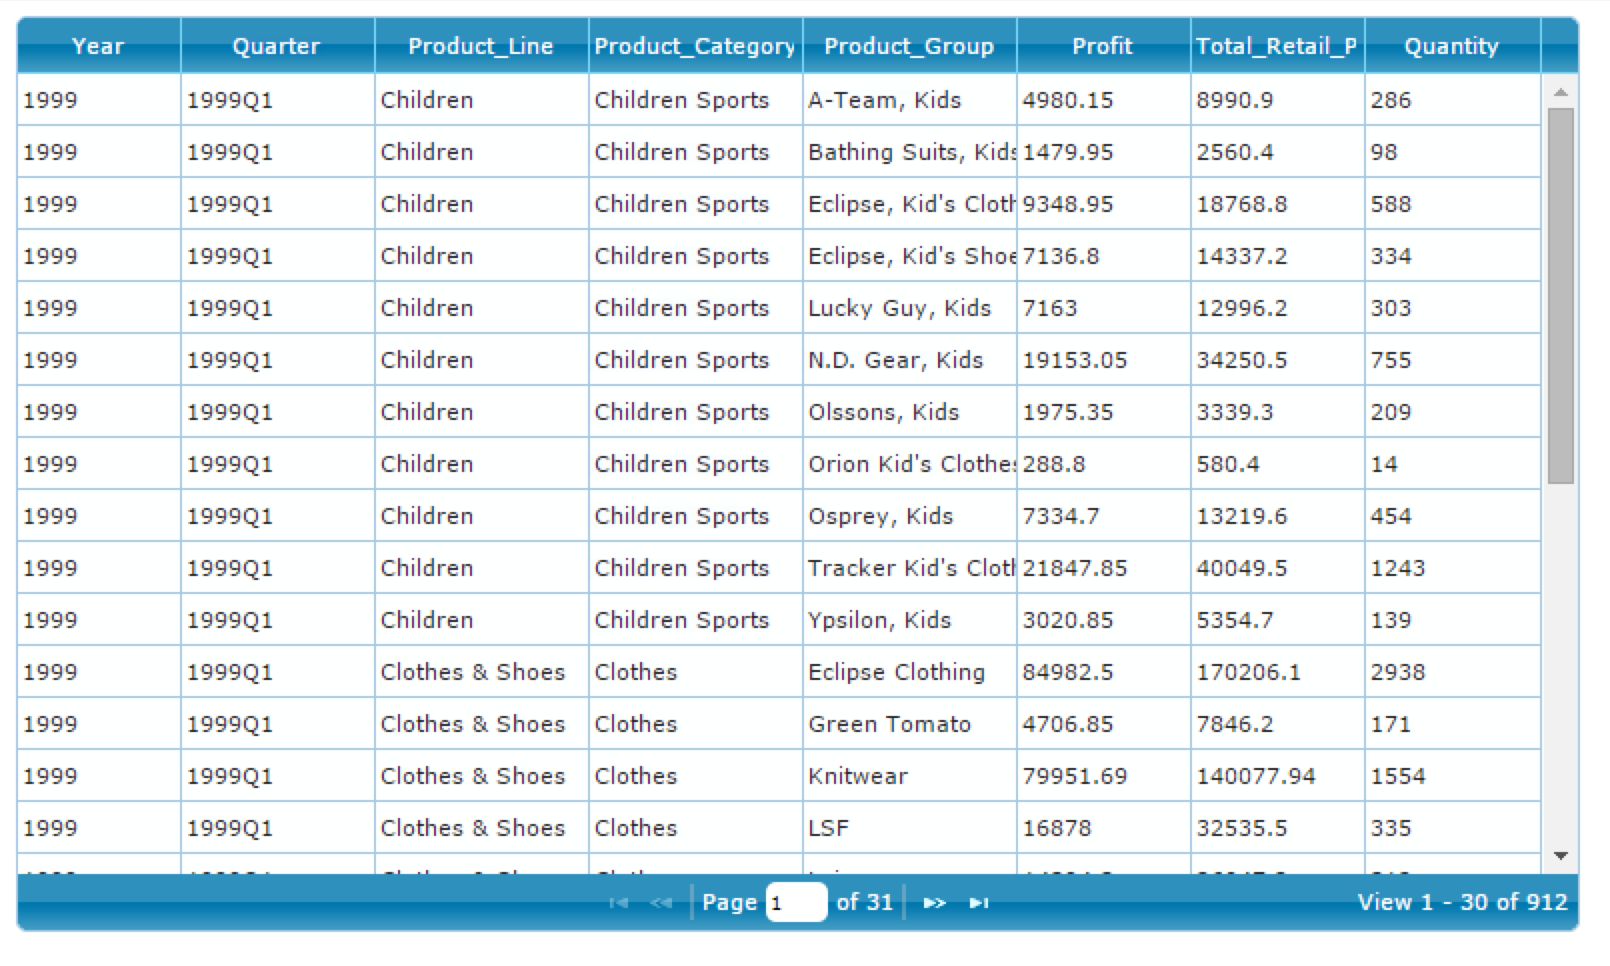 Year Quarter Product_Line Product_Category Product_Group Profit Total_Retail_P Quantity
1999 1999Q1 Children Children Sports A-Team, Kids 4980.15 8990.9 286
1999 1999Q1 Children Children Sports Bathing Suits, Kids 1479.95 2560.4 98
1999 1999Q1 Children Children Sports Eclipse, Kid's Cloth 9348.95 18768.8 588
1999 1999Q1 Children Children Sports Eclipse, Kid's Shoe 7136.8 14337.2 334
1999 1999Q1 Children Children Sports Lucky Guy, Kids 7163 12996.2 303
1999 1999Q1 Children Children Sports N.D. Gear, Kids 19153.05 34250.5 755
1999 1999Q1 Children Children Sports Olssons, Kids 1975.35 3339.3 209
1999 1999Q1 Children Children Sports Orion Kid's Clothes 288.8 580.4 14
1999 1999Q1 Children Children Sports Osprey, Kids 7334.7 13219.6 454
1999 1999Q1 Children Children Sports Tracker Kid's Cloth 21847.85 40049.5 1243
1999 1999Q1 Children Children Sports Ypsilon, Kids 3020.85 5354.7 139
1999 1999Q1 Clothes & Shoes Clothes Eclipse Clothing 84982.5 170206.1 2938
1999 1999Q1 Clothes & Shoes Clothes Green Tomato 4706.85 7846.2 171
1999 1999Q1 Clothes & Shoes Clothes Knitwear 79951.69 140077.94 1554
1999 1999Q1 Clothes & Shoes Clothes LSF 16878 32535.5 335
Page 1 of 31 View 1 - 30 of 912